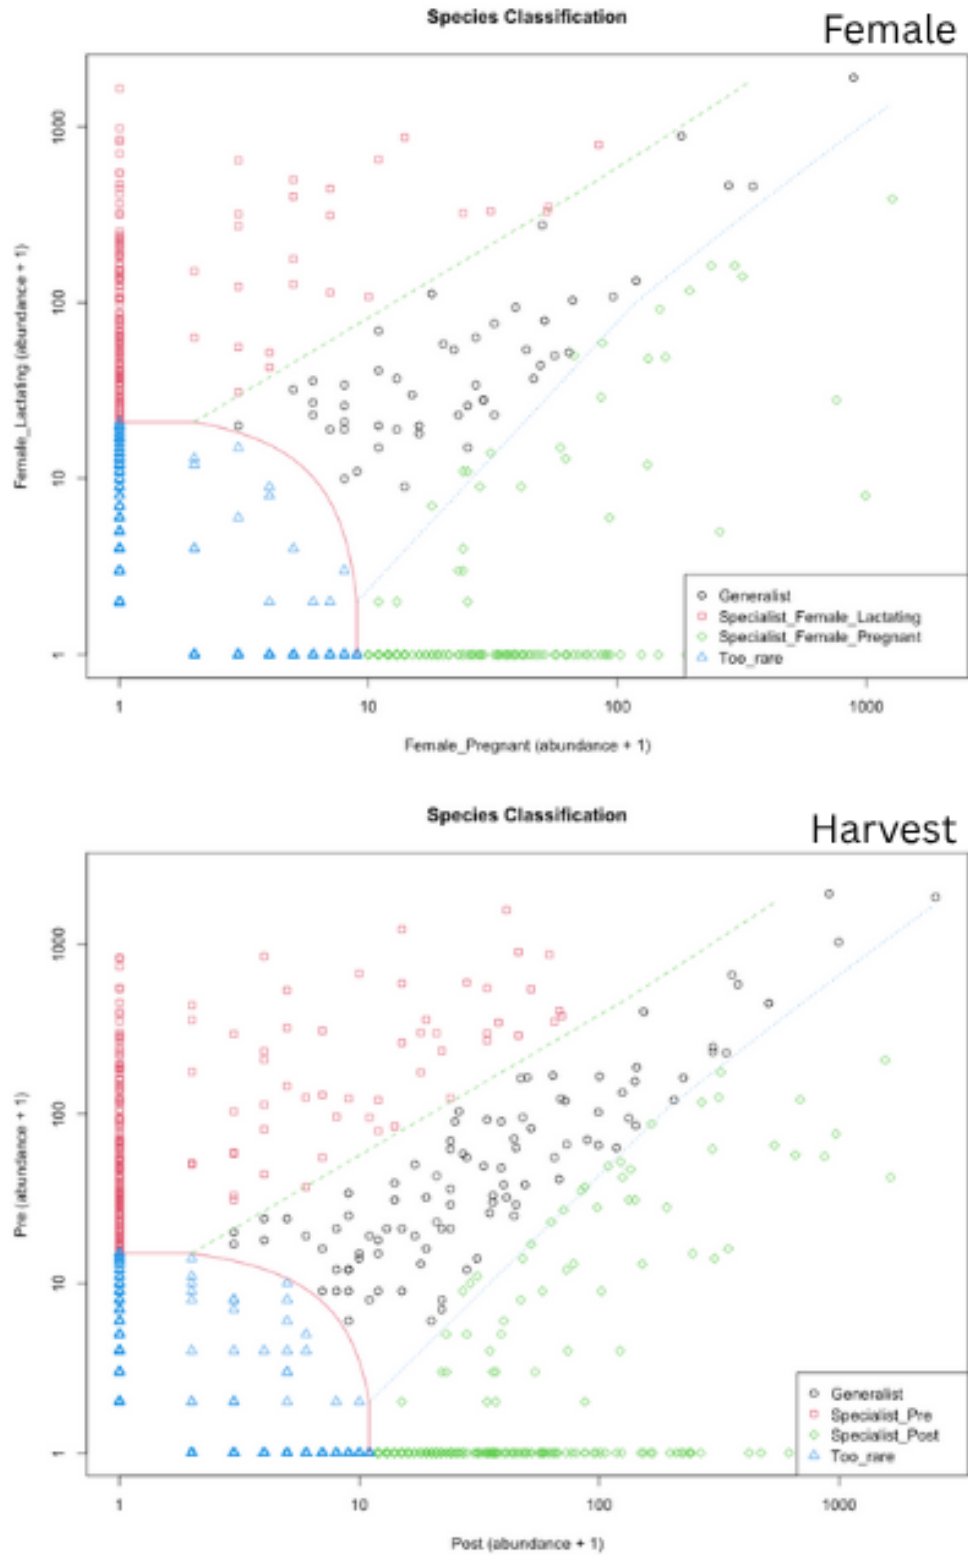 Species Classification
Female
1000
100
10
1
Female_Lactating (abundance + 1)
Generalist
Specialist_Female_Lactating
Specialist_Female_Pregnant
Too_rare
1
10
100
1000
Female_Pregnant (abundance + 1)
Species Classification
Harvest
1000
100
10
1
Pre (abundance + 1)
Generalist
Specialist_Pre
Specialist_Post
Too_rare
1
10
100
1000
Post (abundance + 1)